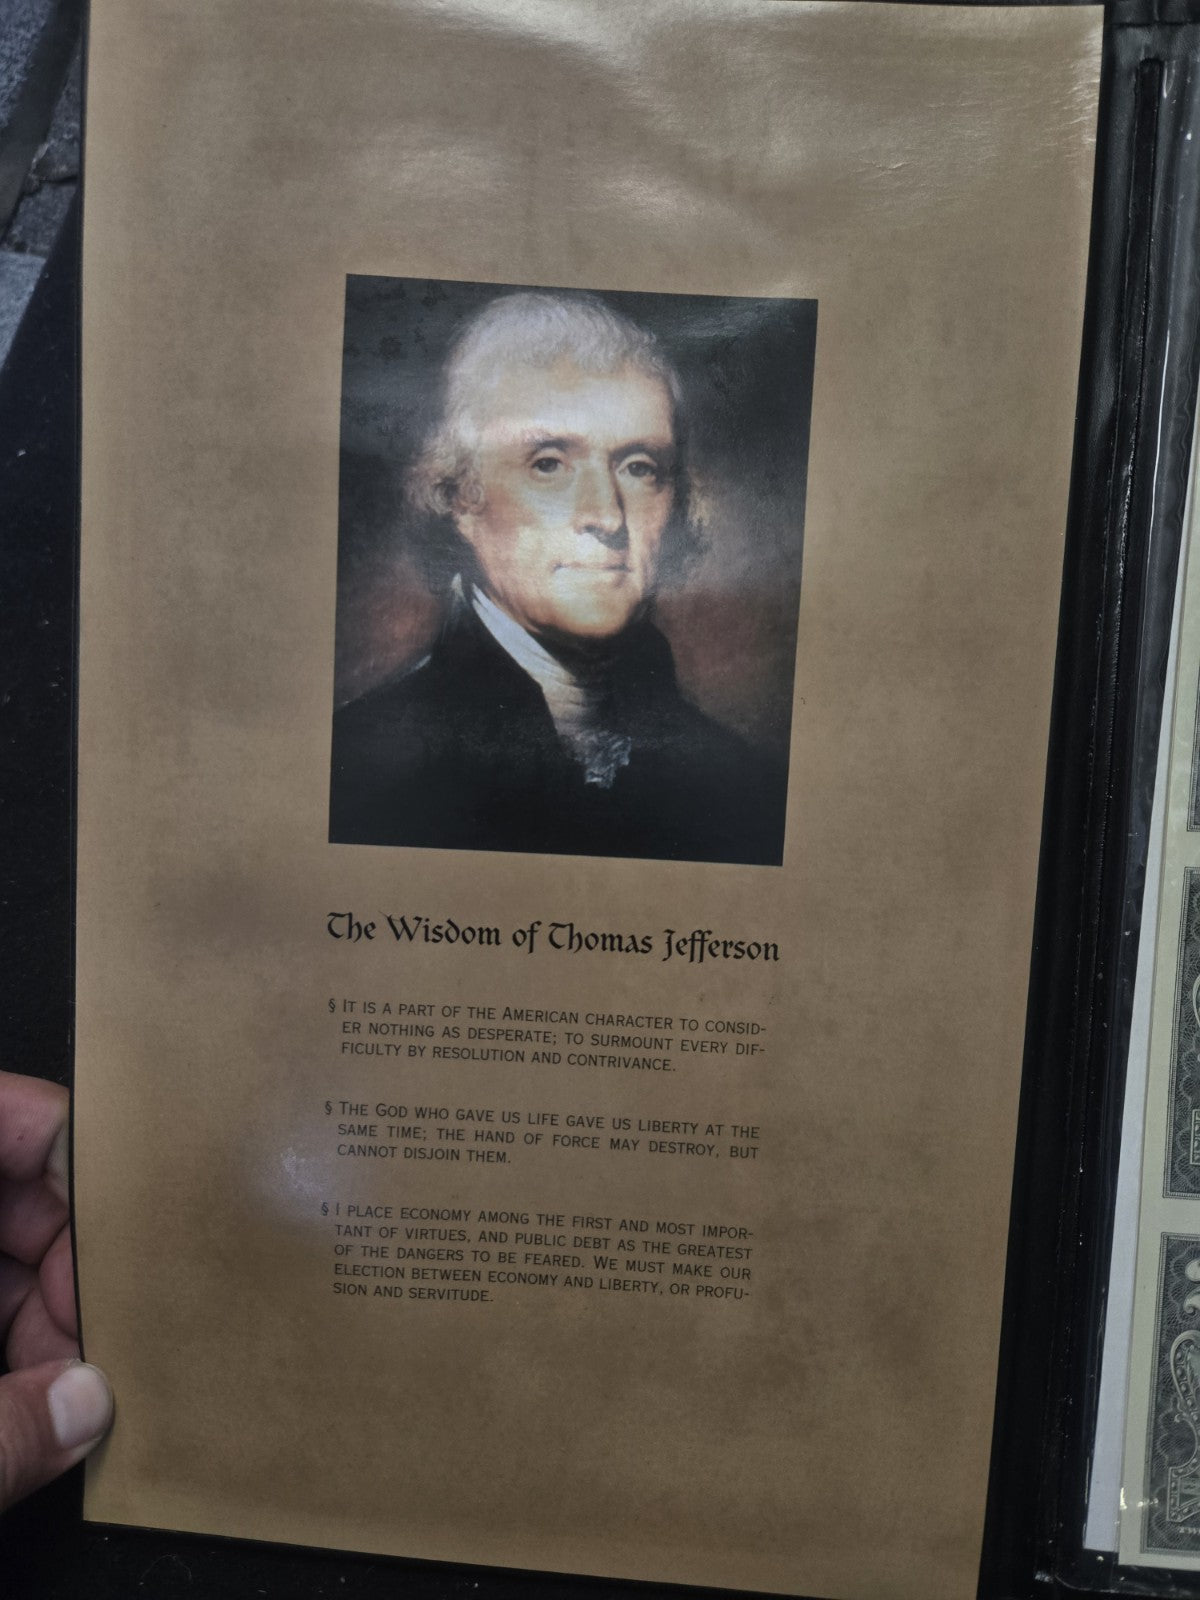 The Wisdom of Thomas Jefferson
§ It is a part of the American character to consid-
er nothing as desperate; to surmount every dif-
ficulty by resolution and contrivance.
§ The God who gave us life gave us liberty at the
same time; the hand of force may destroy, but
cannot disjoin them.
§ I place economy among the first and most impor-
tant of virtues, and public debt as the greatest
of the dangers to be feared. We must make our
election between economy and liberty, or profu-
sion and servitude.